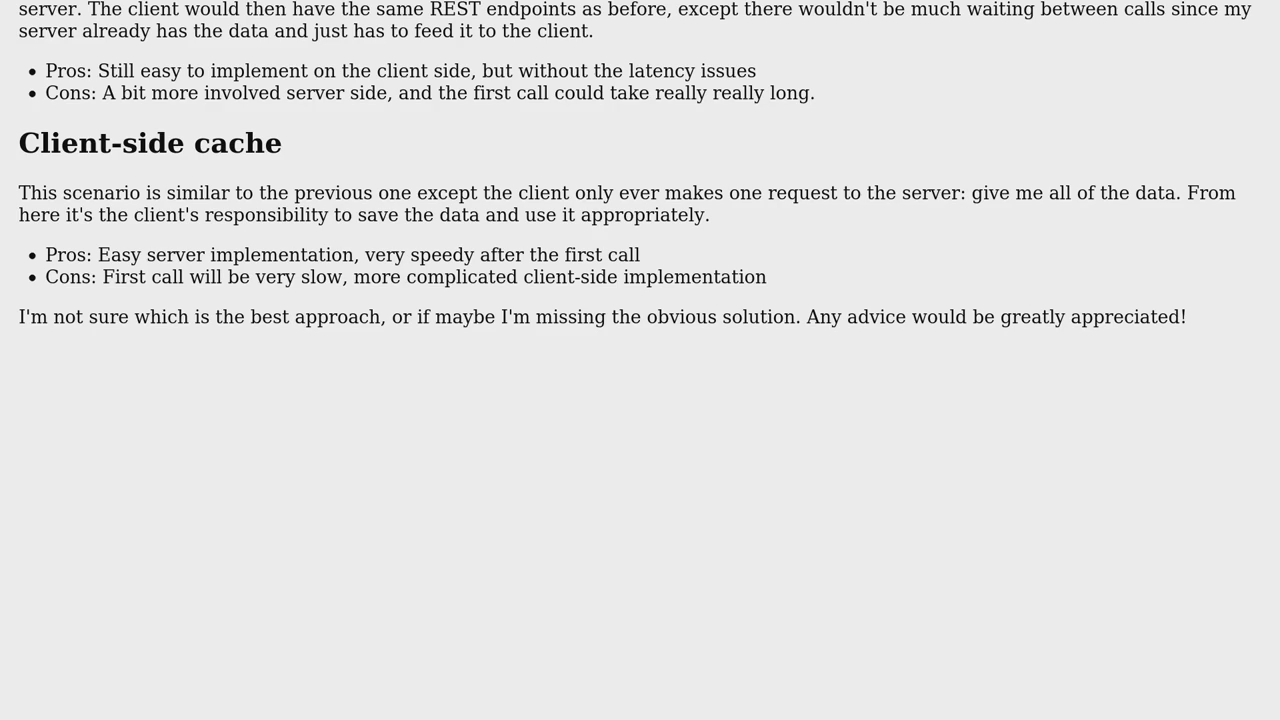 server. The client would then have the same REST endpoints as before, except there wouldn't be much waiting between calls since my
server already has the data and just has to feed it to the client.
Pros: Still easy to implement on the client side, but without the latency issues
Cons: A bit more involved server side, and the first call could take really really long.
Client-side cache
This scenario is similar to the previous one except the client only ever makes one request to the server: give me all of the data. From
here it's the client's responsibility to save the data and use it appropriately.
Pros: Easy server implementation, very speedy after the first call
Cons: First call will be very slow, more complicated client-side implementation
I'm not sure which is the best approach, or if maybe I'm missing the obvious solution. Any advice would be greatly appreciated!